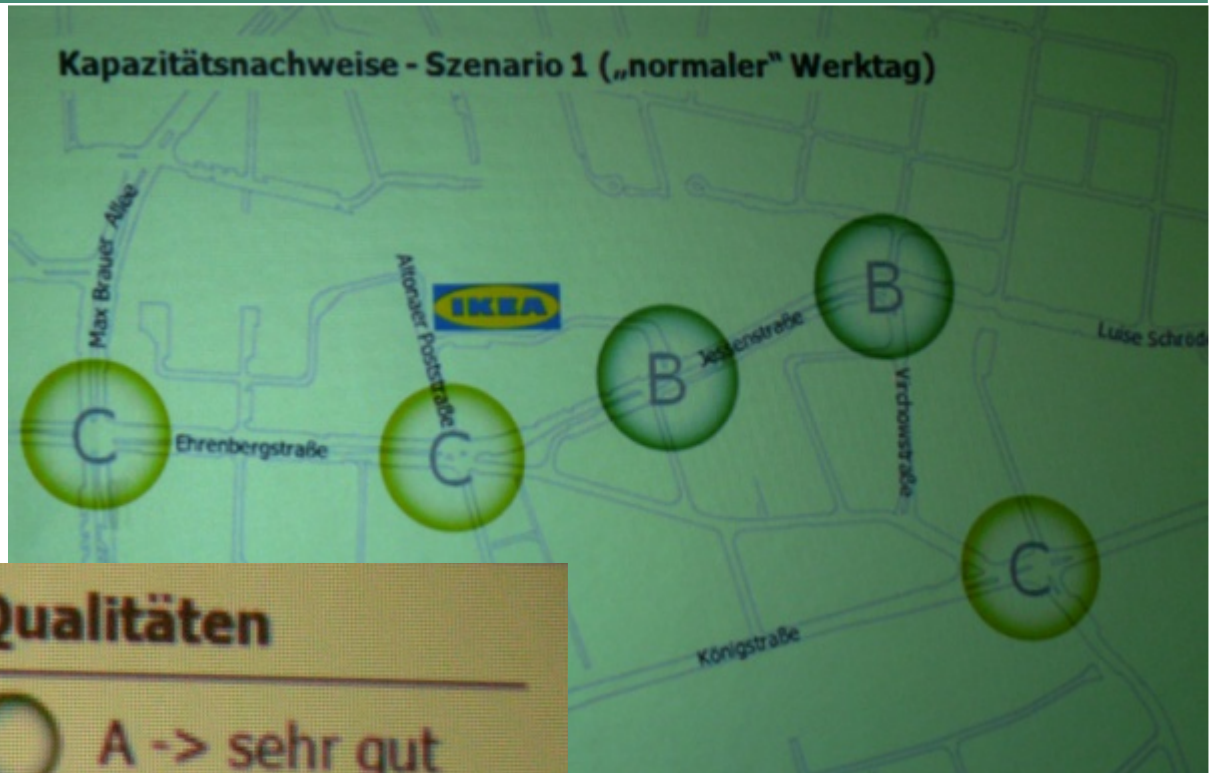 Kapazitätsnachweise - Szenario 1 („normaler“ Werktag)
Max Brauer Allee
Altonaer Poststraße
IKEA
B
B
Jessenstraße
Luise Schröd
C
Ehrenbergstraße
C
Virchowstraße
C
Königstraße
Qualitäten
A -> sehr gut